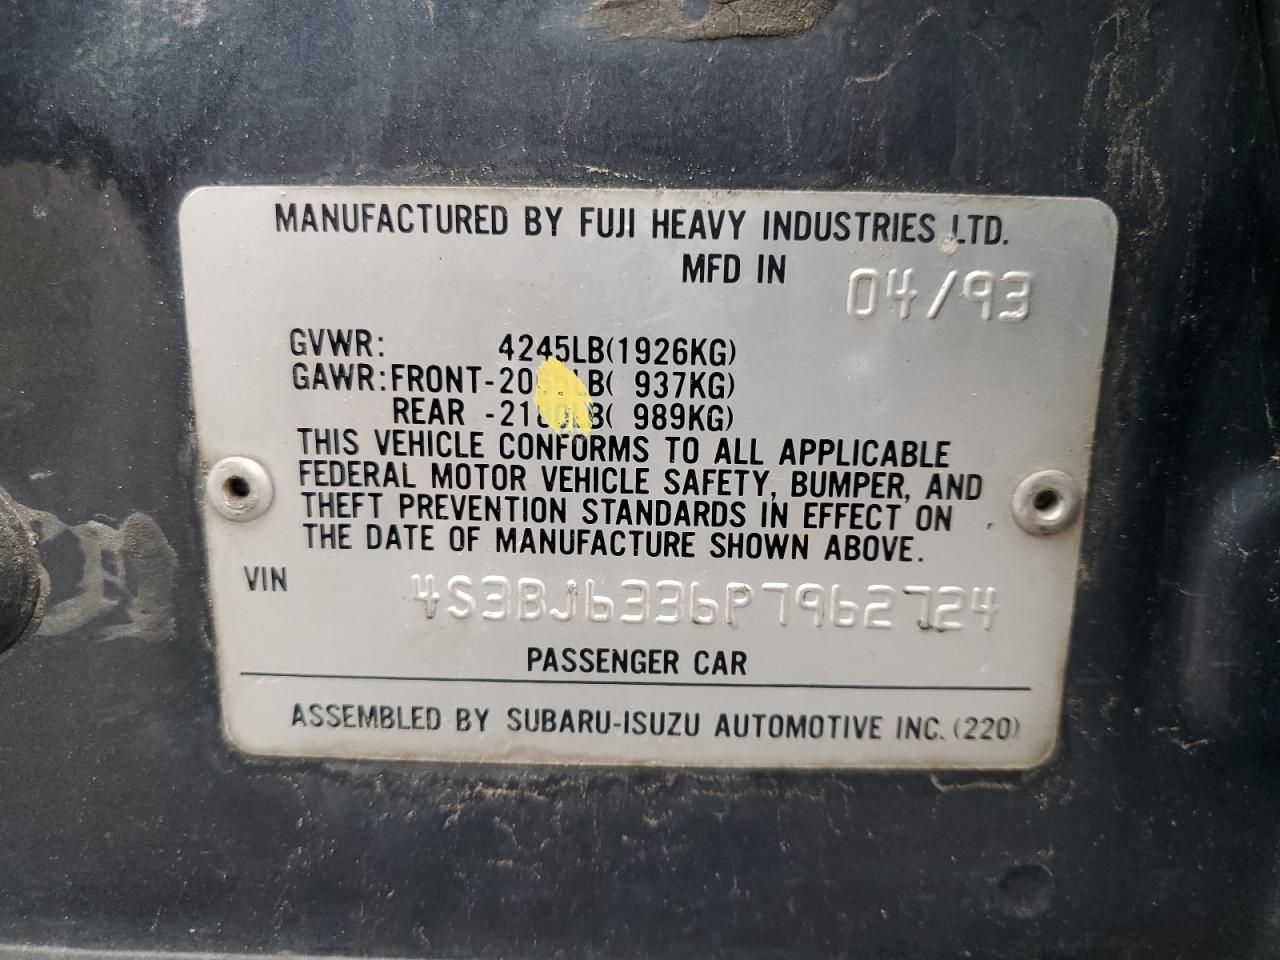 MANUFACTURED BY FUJI HEAVY INDUSTRIES LTD.
MFD IN 04/93
GVWR: 4245LB(1926KG)
GAWR:FRONT- ( 937KG)
REAR -2180LB( 989KG)
THIS VEHICLE CONFORMS TO ALL APPLICABLE
FEDERAL MOTOR VEHICLE SAFETY, BUMPER, AND
THEFT PREVENTION STANDARDS IN EFFECT ON
THE DATE OF MANUFACTURE SHOWN ABOVE.
VIN 4S3BJ6336P7962724
PASSENGER CAR
ASSEMBLED BY SUBARU-ISUZU AUTOMOTIVE INC. (220)